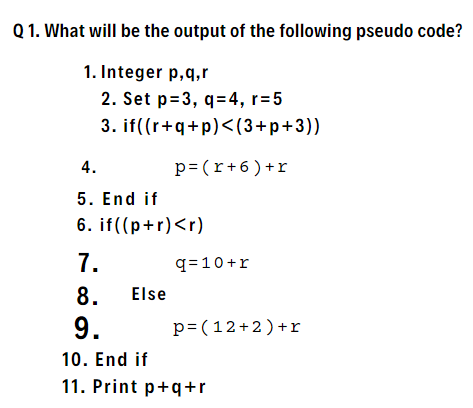 Q 1. What will be the output of the following pseudo code?
1. Integer p,q,r
2. Set p=3, q=4, r=5
3. if((r+q+p)<(3+p+3))
4. p=(r+6)+r
5. End if
6. if((p+r)<r)
7. q=10+r
8. Else
9. p=(12+2)+r
10. End if
11. Print p+q+r